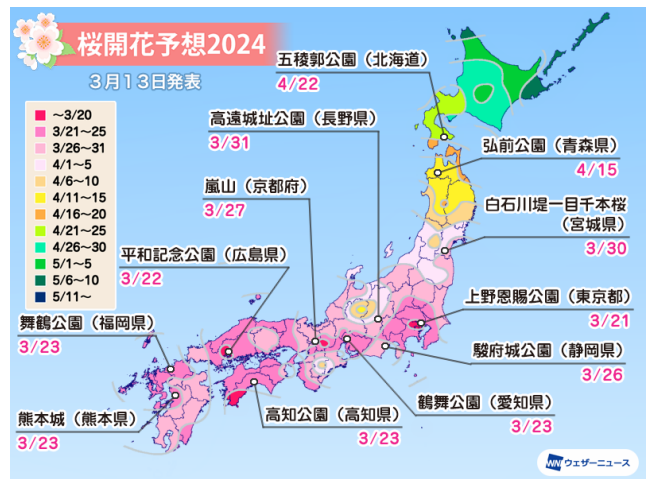 桜開花予想2024
3月13日発表
～3/20
3/21～25
3/26～31
4/1～5
4/6～10
4/11～15
4/16～20
4/21～25
4/26～30
5/1～5
5/6～10
5/11～
五稜郭公園（北海道）
4/22
高遠城址公園（長野県）
3/31
弘前公園（青森県）
4/15
嵐山（京都府）
3/27
白石川堤一目千本桜
（宮城県）
3/30
平和記念公園（広島県）
3/22
上野恩賜公園（東京都）
3/21
舞鶴公園（福岡県）
3/23
駿府城公園（静岡県）
3/26
熊本城（熊本県）
3/23
高知公園（高知県）
3/23
鶴舞公園（愛知県）
3/23
WN ウェザーニュース